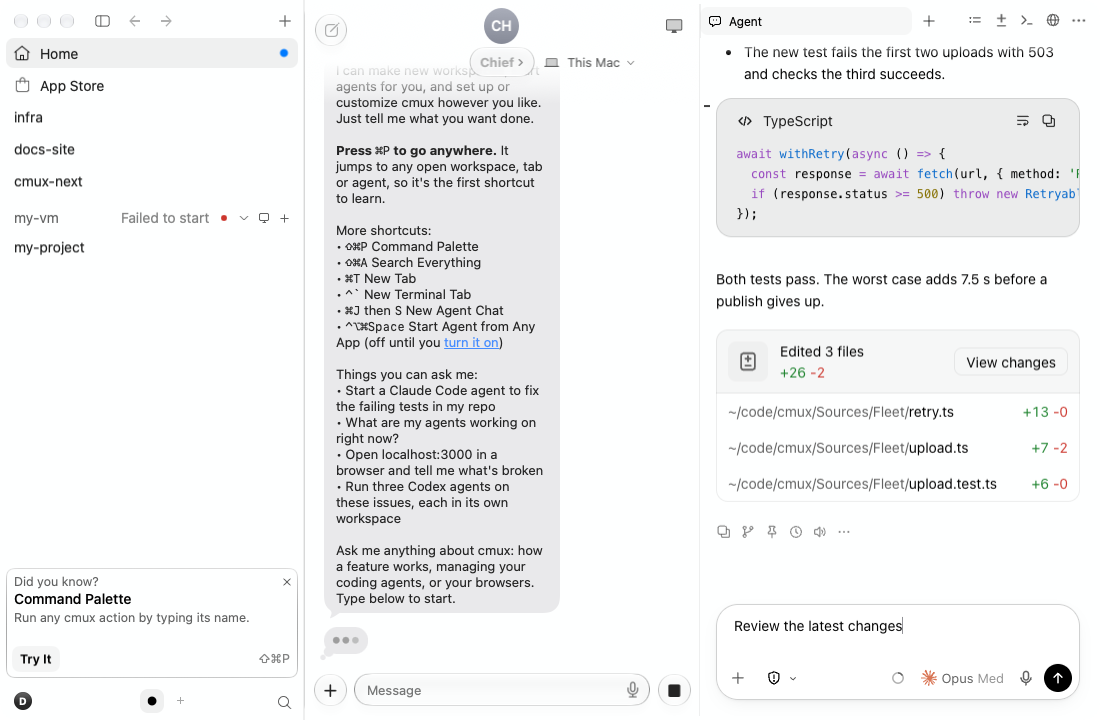 Home
App Store
infra
docs-site
cmux-next
my-vm Failed to start
my-project
Did you know?
Command Palette
Run any cmux action by typing its name.
Try It ⇧⌘P
D
CH
Chief
This Mac
agents for you, and set up or
customize cmux however you like.
Just tell me what you want done.
Press ⌘P to go anywhere. It
jumps to any open workspace, tab
or agent, so it's the first shortcut
to learn.
More shortcuts:
• ⇧⌘P Command Palette
• ⇧⌘A Search Everything
• ⌘T New Tab
• ^` New Terminal Tab
• ⌘J then S New Agent Chat
• ^⌥⌘Space Start Agent from Any
App (off until you turn it on)
Things you can ask me:
• Start a Claude Code agent to fix
the failing tests in my repo
• What are my agents working on
right now?
• Open localhost:3000 in a
browser and tell me what's broken
• Run three Codex agents on
these issues, each in its own
workspace
Ask me anything about cmux: how
a feature works, managing your
coding agents, or your browsers.
Type below to start.
Message
Agent
• The new test fails the first two uploads with 503
and checks the third succeeds.
TypeScript
await withRetry(async () => {
const response = await fetch(url, { method: '
if (response.status >= 500) throw new Retryabl
});
Both tests pass. The worst case adds 7.5 s before a
publish gives up.
Edited 3 files
+26 -2
View changes
~/code/cmux/Sources/Fleet/retry.ts +13 -0
~/code/cmux/Sources/Fleet/upload.ts +7 -2
~/code/cmux/Sources/Fleet/upload.test.ts +6 -0
Review the latest changes
Opus Med